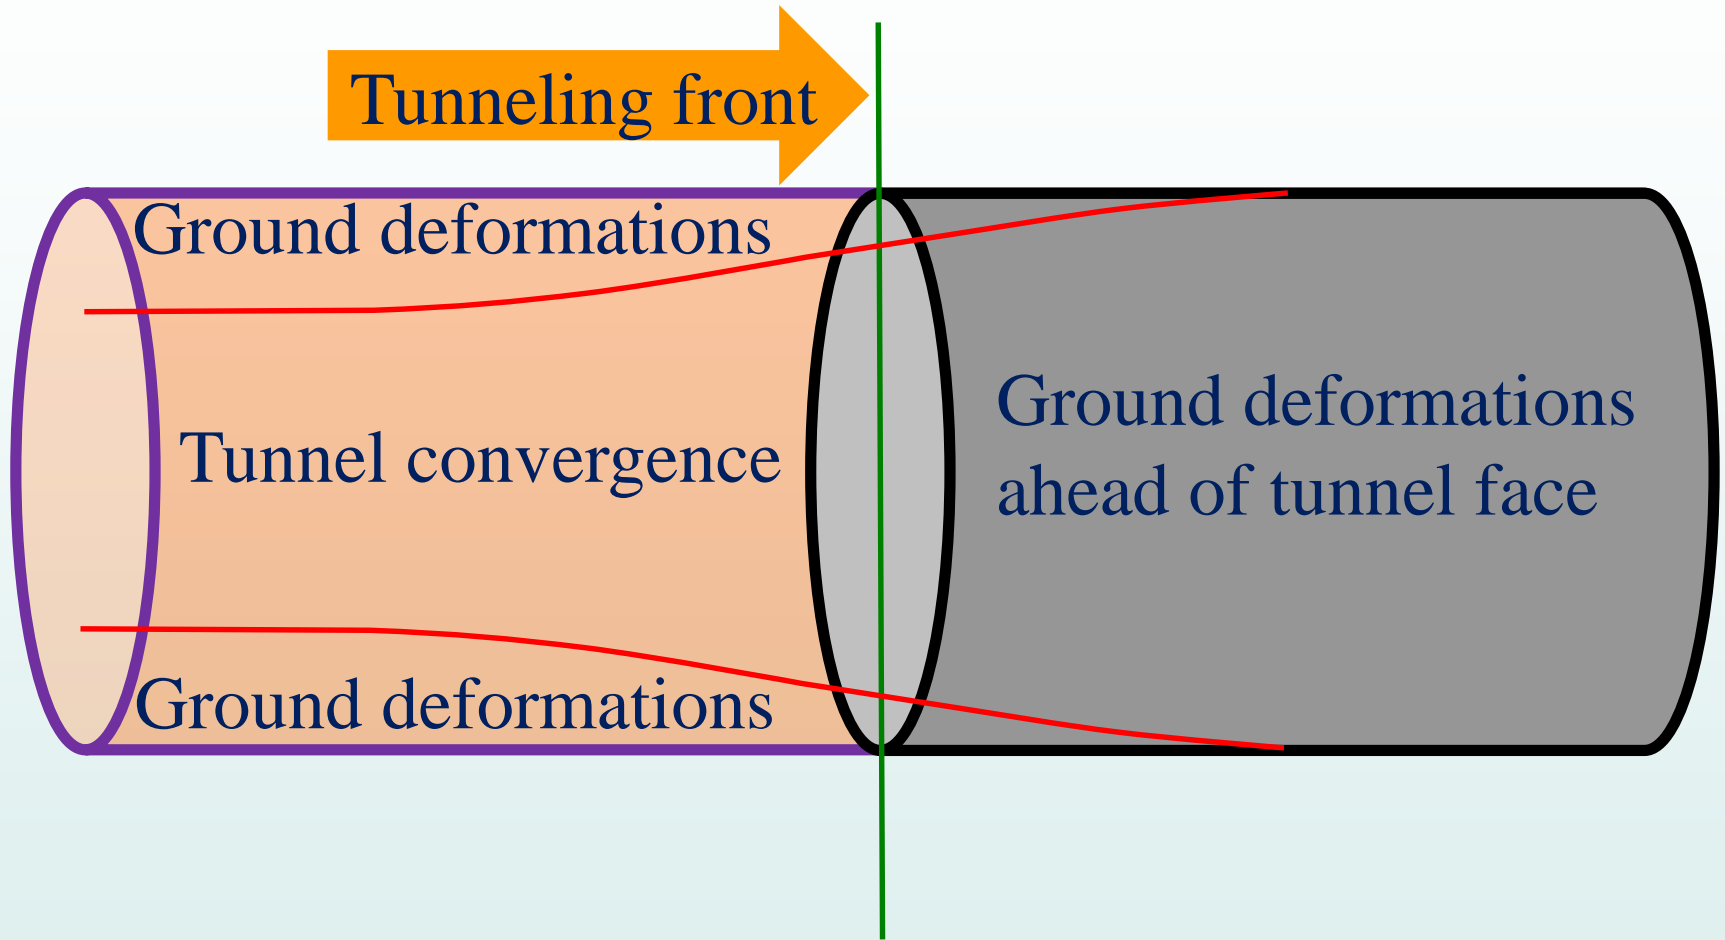 Tunneling front
Ground deformations
Tunnel convergence
Ground deformations
ahead of tunnel face
Ground deformations